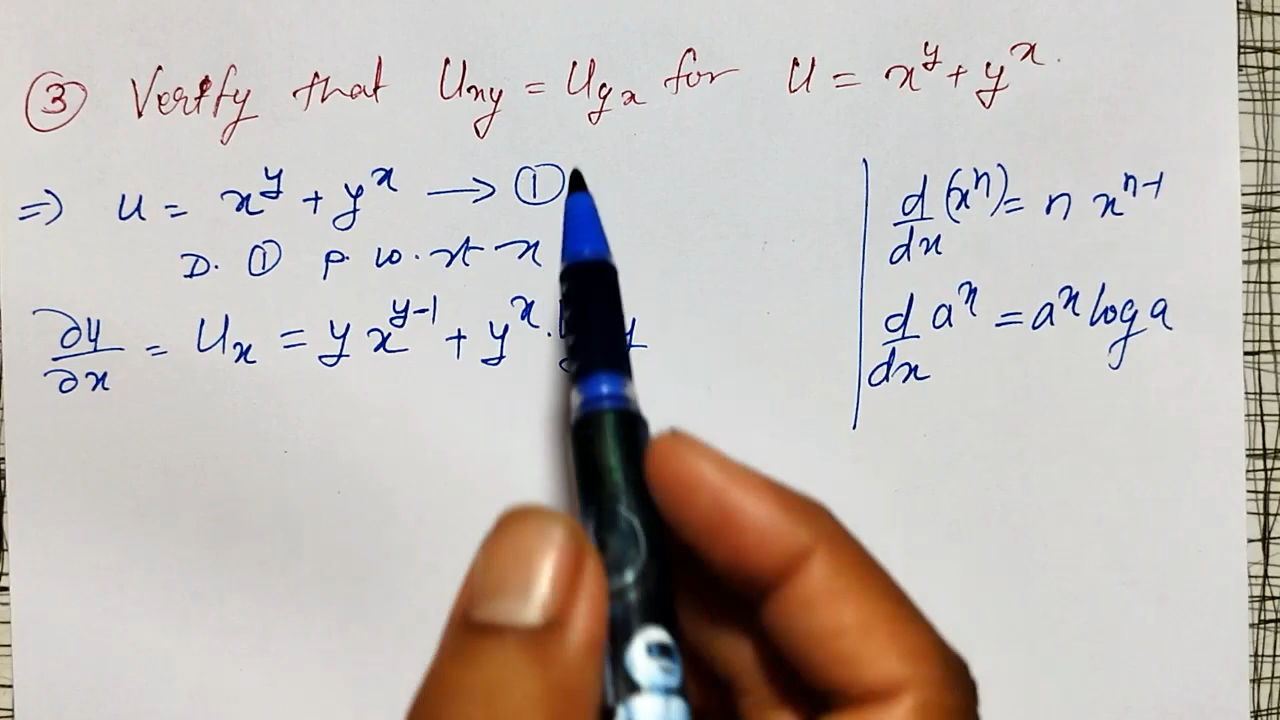 ③ Verify that Uxy = Uyx for U = x^y + y^x.
⇒ u = x^y + y^x → ①
D. ① p. w.r.t x
∂u/∂x = Ux = y x^{y-1} + y^x.
d/dx (x^n) = n x^{n-1}
d/dx a^x = a^x log a